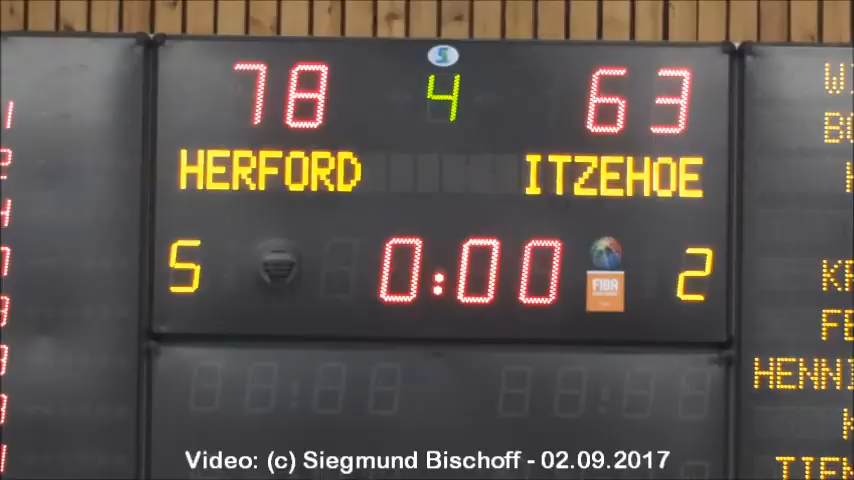 78 4 63
HERFORD ITZEHOE
5 0:00 2
FIBA
HENNI
Video: (c) Siegmund Bischoff - 02.09.2017